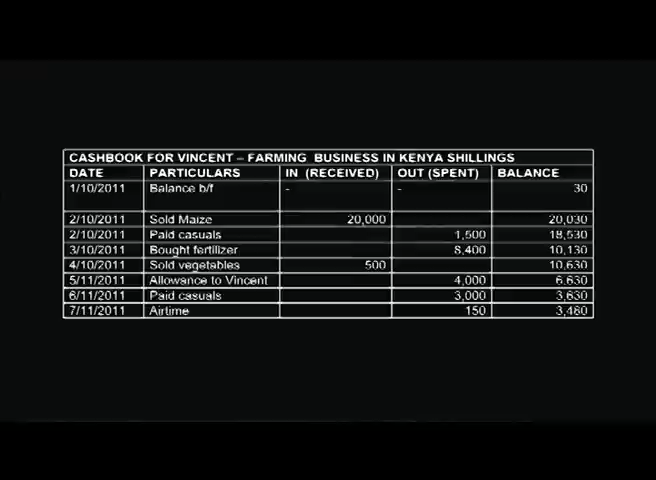 CASHBOOK FOR VINCENT – FARMING BUSINESS IN KENYA SHILLINGS
DATE PARTICULARS IN (RECEIVED) OUT (SPENT) BALANCE
1/10/2011 Balance b/f - - 30
2/10/2011 Sold Maize 20,000 20,030
2/10/2011 Paid casuals 1,500 18,530
3/10/2011 Bought fertilizer 8,400 10,130
4/10/2011 Sold vegetables 500 10,630
5/11/2011 Allowance to Vincent 4,000 6,630
6/11/2011 Paid casuals 3,000 3,630
7/11/2011 Airtime 150 3,480